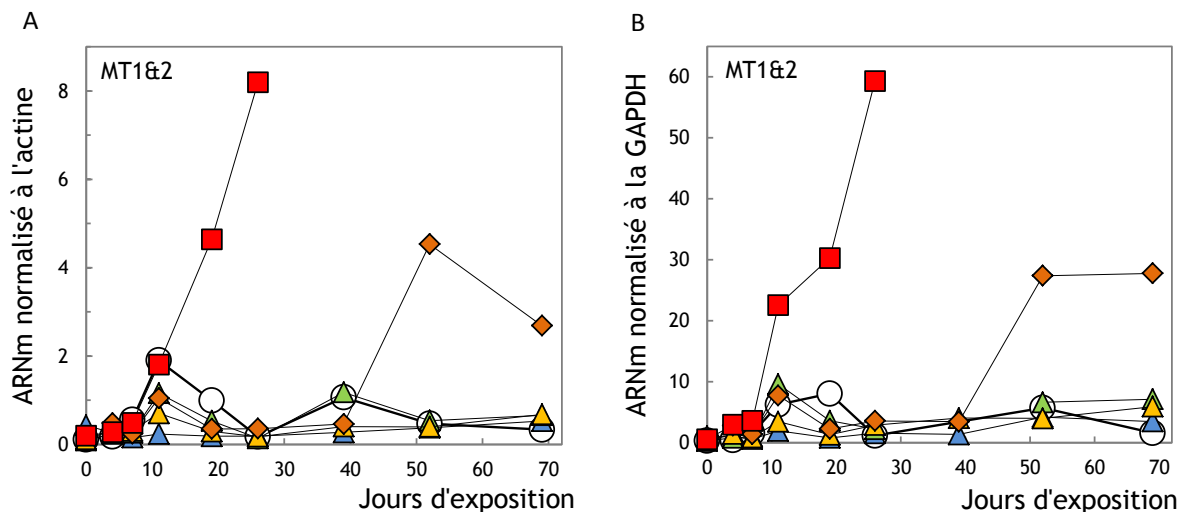 A
ARNm normalisé à l'actine
MT1&2
8
6
4
2
0
0 10 20 30 40 50 60 70
Jours d'exposition
B
ARNm normalisé à la GAPDH
MT1&2
60
50
40
30
20
10
0
0 10 20 30 40 50 60 70
Jours d'exposition